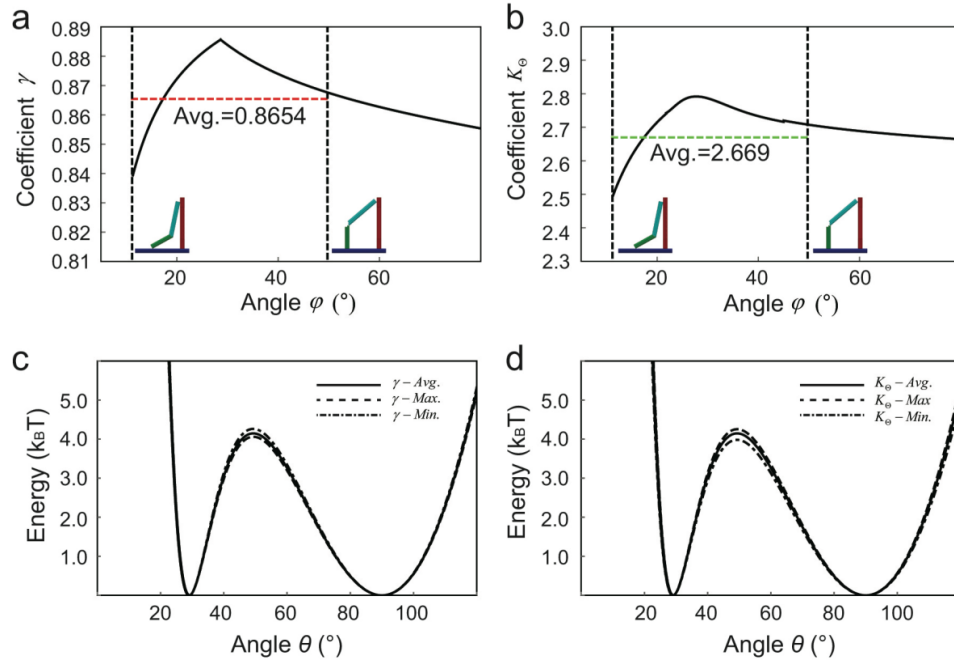 a
0.89
0.88
0.87
0.86
0.85
0.84
0.83
0.82
0.81
Coefficient γ
Avg.=0.8654
20
40
60
Angle φ (°)
b
3.0
2.9
2.8
2.7
2.6
2.5
2.4
2.3
Coefficient KΘ
Avg.=2.669
20
40
60
Angle φ (°)
c
5.0
4.0
3.0
2.0
1.0
Energy (kBT)
γ – Avg.
γ – Max.
γ – Min.
20
40
60
80
100
Angle θ (°)
d
5.0
4.0
3.0
2.0
1.0
Energy (kBT)
KΘ – Avg.
KΘ – Max
KΘ – Min.
20
40
60
80
100
Angle θ (°)